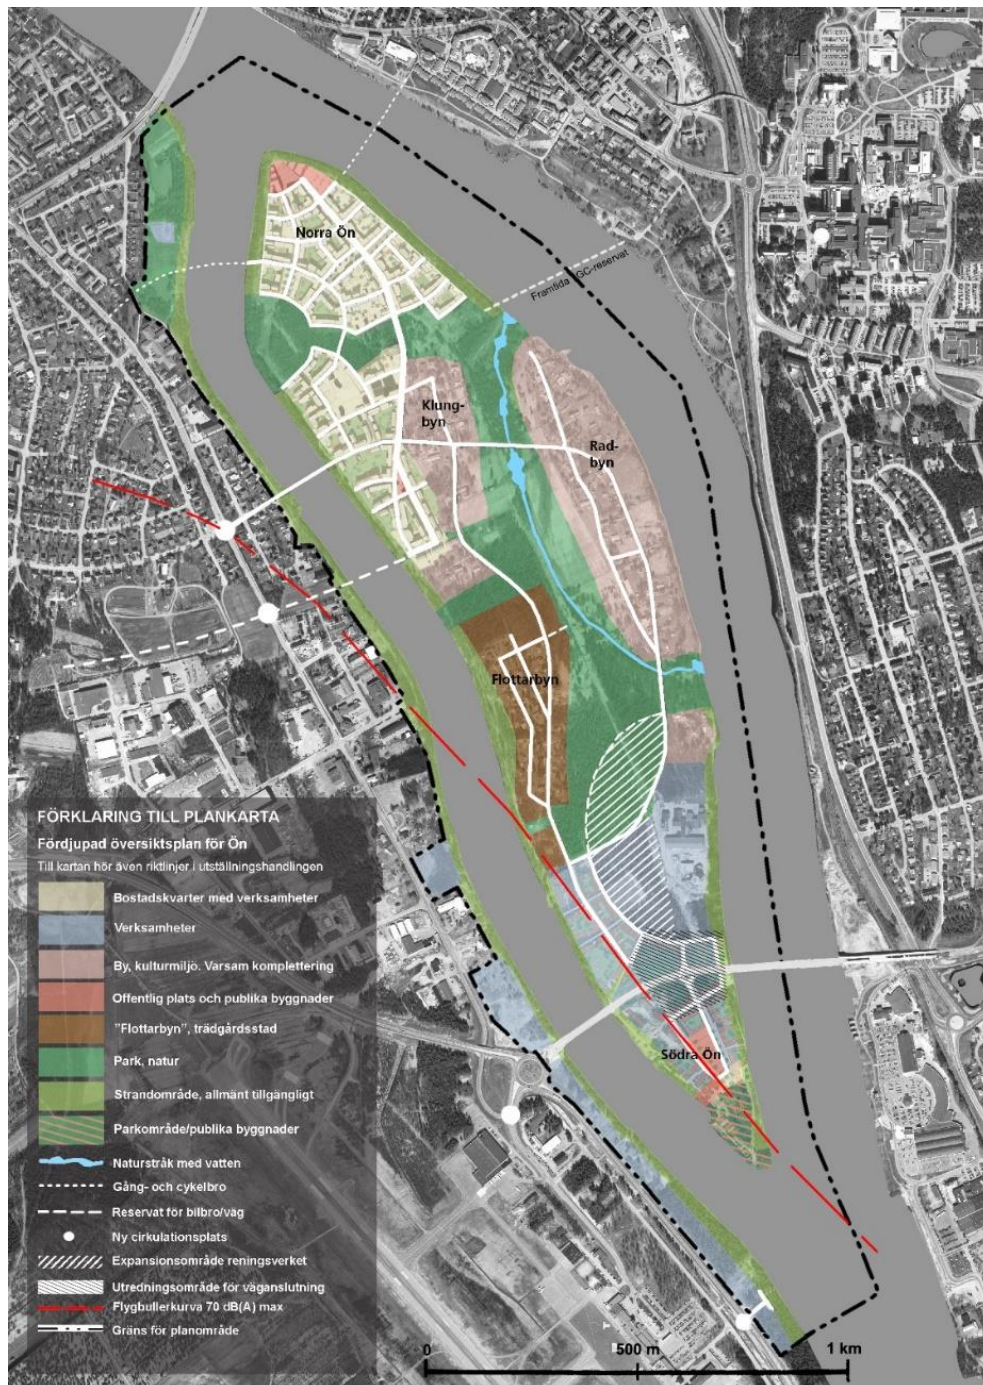 Norra Ön
Framtida GC-reservat
Klung-
byn
Rad-
byn
Flottarbyn
Södra Ön
FÖRKLARING TILL PLANKARTA
Fördjupad översiktsplan för Ön
Till kartan hör även riktlinjer i utställningshandlingen
Bostadskvarter med verksamheter
Verksamheter
By, kulturmiljö. Varsam komplettering
Offentlig plats och publika byggnader
"Flottarbyn", trädgårdsstad
Park, natur
Strandområde, allmänt tillgängligt
Parkområde/publika byggnader
Naturstråk med vatten
Gång- och cykelbro
Reservat för bilbro/väg
Ny cirkulationsplats
Expansionsområde reningsverket
Utredningsområde för väganslutning
Flygbullerkurva 70 dB(A) max
Gräns för planområde
0 500 m 1 km